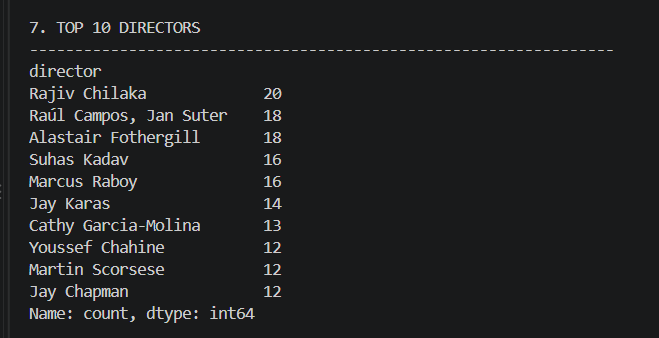 7. TOP 10 DIRECTORS
-----------------------------------------------------------------
director
Rajiv Chilaka             20
Raúl Campos, Jan Suter    18
Alastair Fothergill       18
Suhas Kadav               16
Marcus Raboy              16
Jay Karas                 14
Cathy Garcia-Molina       13
Youssef Chahine           12
Martin Scorsese           12
Jay Chapman               12
Name: count, dtype: int64